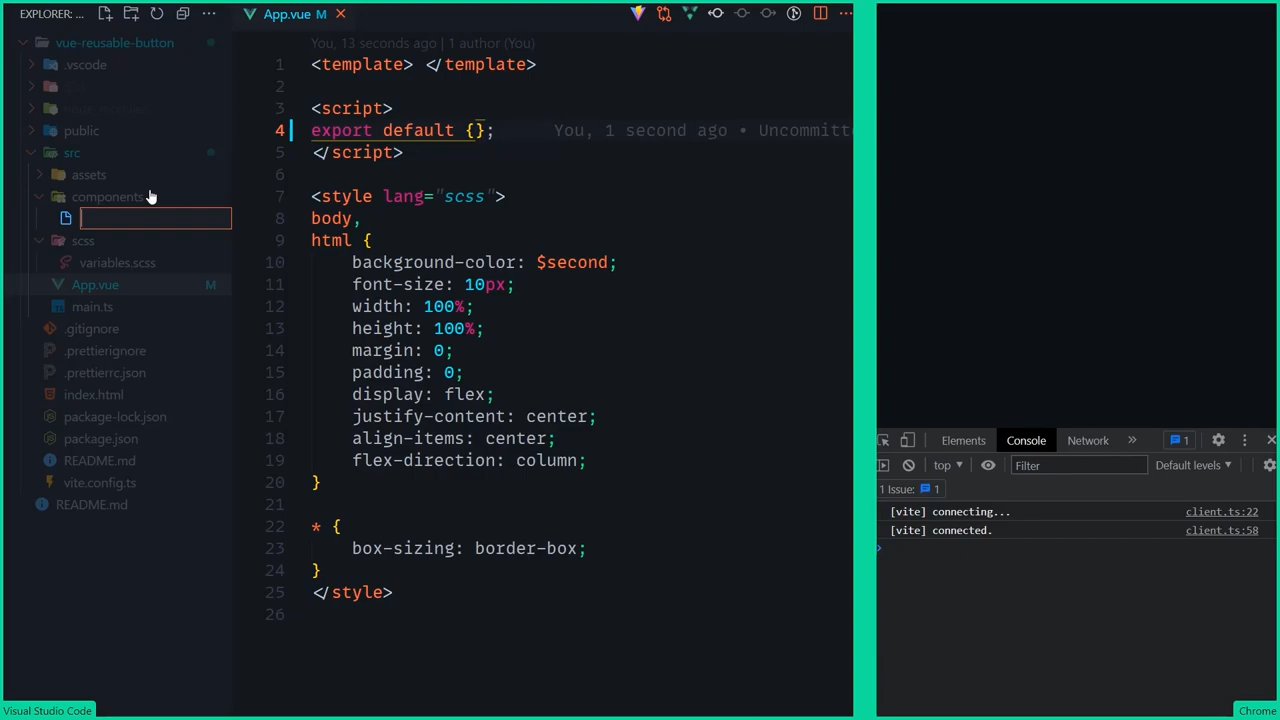 EXPLORER: ...
App.vue M
vue-reusable-button
.vscode
public
src
assets
components
scss
variables.scss
App.vue M
main.ts
.gitignore
.prettierignore
.prettierrc.json
index.html
package-lock.json
package.json
README.md
vite.config.ts
README.md
You, 13 seconds ago | 1 author (You)
1 <template> </template>
2
3 <script>
4 export default {}; You, 1 second ago • Uncommitte
5 </script>
6
7 <style lang="scss">
8 body,
9 html {
10 background-color: $second;
11 font-size: 10px;
12 width: 100%;
13 height: 100%;
14 margin: 0;
15 padding: 0;
16 display: flex;
17 justify-content: center;
18 align-items: center;
19 flex-direction: column;
20 }
21
22 * {
23 box-sizing: border-box;
24 }
25 </style>
26
Elements Console Network 1
top Filter Default levels
1 Issue: 1
[vite] connecting... client.ts:22
[vite] connected. client.ts:58
Visual Studio Code
Chrome